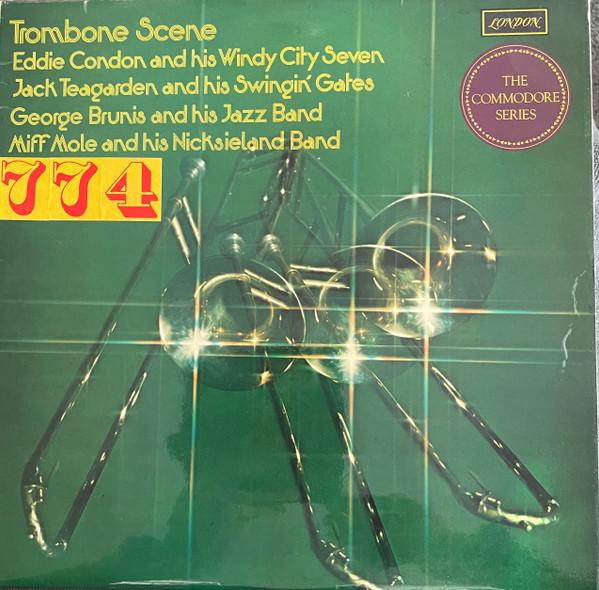 Trombone Scene
Eddie Condon and his Windy City Seven
Jack Teagarden and his Swingin' Gates
George Brunis and his Jazz Band
Miff Mole and his Nicksieland Band
774
LONDON
THE
COMMODORE
SERIES